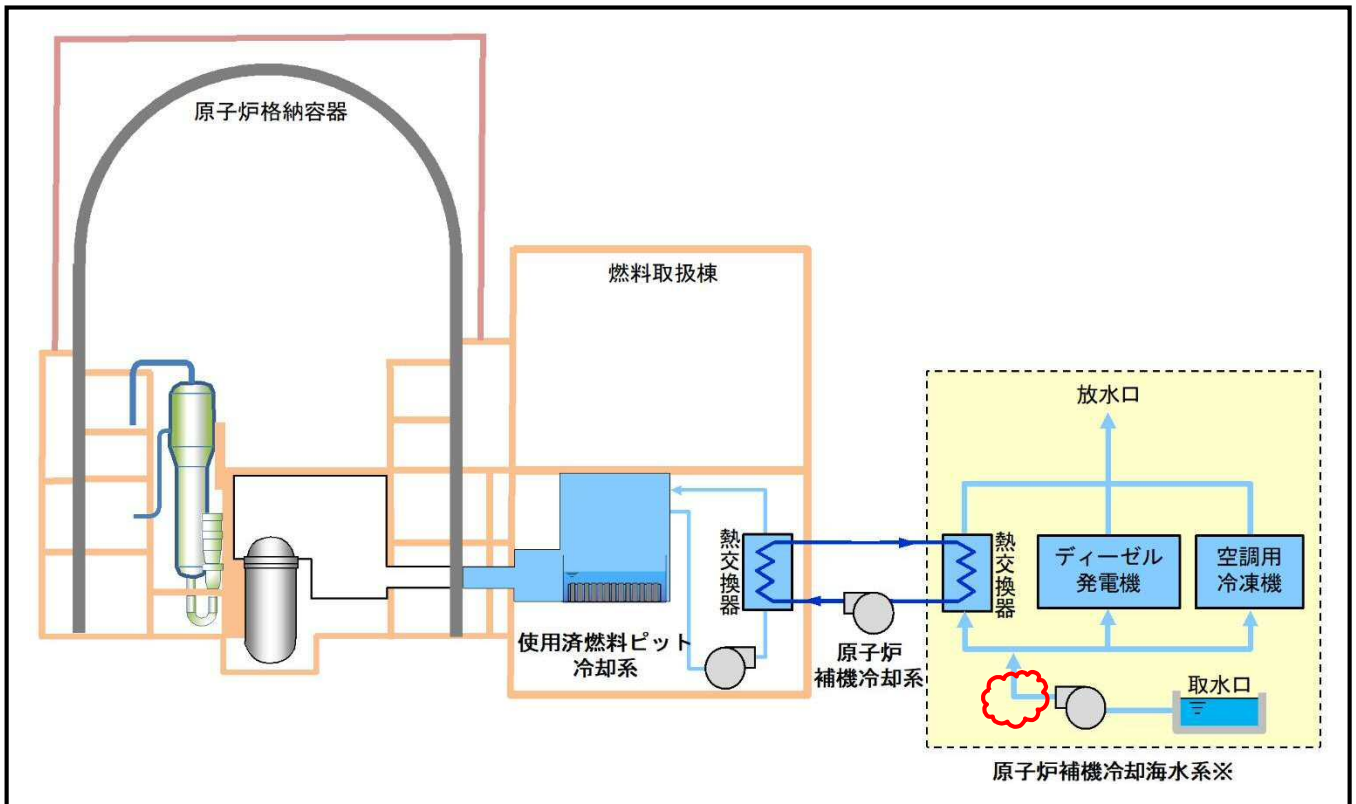 原子炉格納容器
燃料取扱棟
放水口
熱交換器
熱交換器
ディーゼル
発電機
空調用
冷凍機
使用済燃料ピット
冷却系
原子炉
補機冷却系
取水口
原子炉補機冷却海水系※